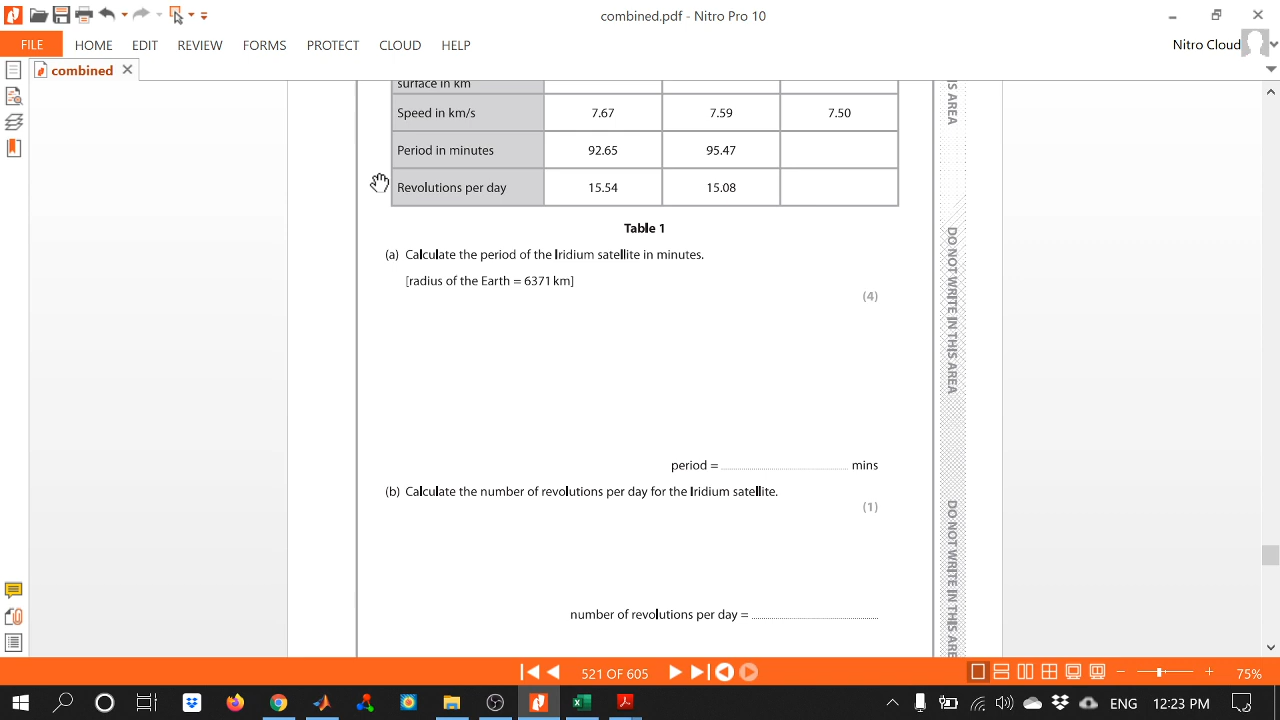 combined.pdf - Nitro Pro 10
FILE HOME EDIT REVIEW FORMS PROTECT CLOUD HELP
Nitro Cloud
combined
surface in km
Speed in km/s 7.67 7.59 7.50
Period in minutes 92.65 95.47
Revolutions per day 15.54 15.08
Table 1
(a) Calculate the period of the Iridium satellite in minutes.
[radius of the Earth = 6371 km]
(4)
period = mins
(b) Calculate the number of revolutions per day for the Iridium satellite.
(1)
number of revolutions per day =
IS AREA
DO NOT WRITE IN THIS AREA
DO NOT WRITE IN THIS ARE
521 OF 605
75%
ENG 12:23 PM